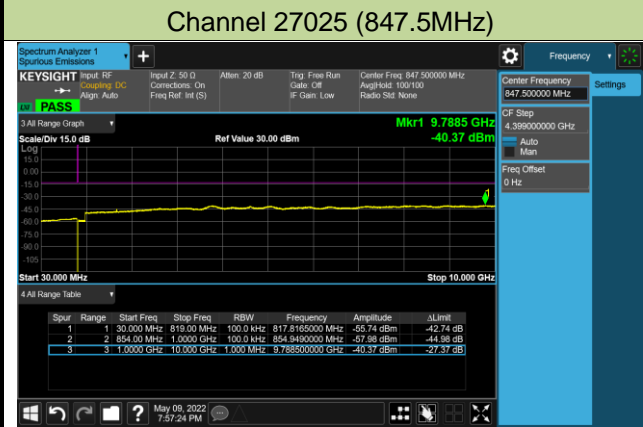 Channel 27025 (847.5MHz)
Spectrum Analyzer 1
Spurious Emissions
Frequency
KEYSIGHT
Input: RF
Coupling: DC
Align: Auto
Input Z: 50 Ω
Corrections: On
Freq Ref: Int (S)
Atten: 20 dB
Trig: Free Run
Gate: Off
IF Gain: Low
Center Freq: 847.500000 MHz
Avg|Hold: 100/100
Radio Std: None
PASS
Center Frequency
847.500000 MHz
Settings
CF Step
4.399000000 GHz
Auto
Man
Freq Offset
0 Hz
3 All Range Graph
Mkr1 9.7885 GHz
-40.37 dBm
Scale/Div 15.0 dB
Ref Value 30.00 dBm
Log
15.0
0.00
-15.0
-30.0
-45.0
-60.0
-75.0
-90.0
-105
Start 30.000 MHz
Stop 10.000 GHz
4 All Range Table
Spur Range Start Freq Stop Freq RBW Frequency Amplitude ΔLimit
1 1 30.000 MHz 819.00 MHz 100.0 kHz 817.8165000 MHz -55.74 dBm -42.74 dB
2 2 854.00 MHz 1.0000 GHz 100.0 kHz 854.9490000 MHz -57.98 dBm -44.98 dB
3 3 1.0000 GHz 10.000 GHz 1.000 MHz 9.788500000 GHz -40.37 dBm -27.37 dB
May 09, 2022
7:57:24 PM